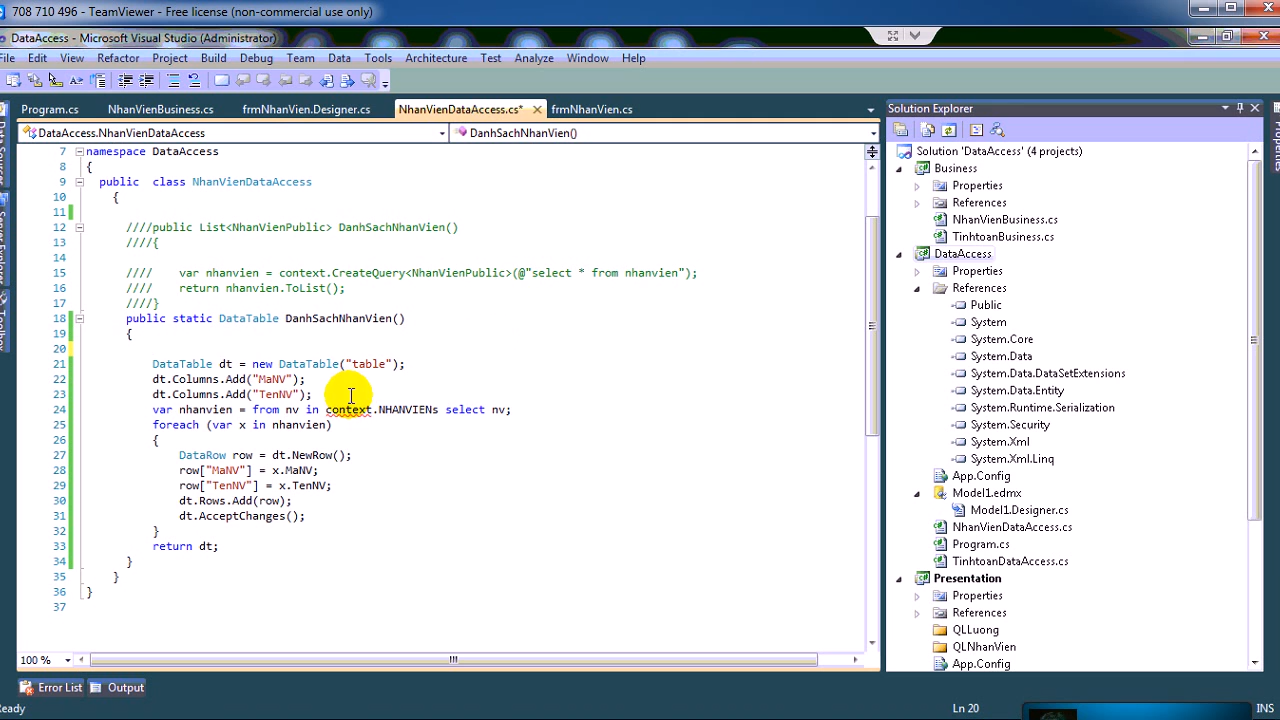 708 710 496 - TeamViewer - Free license (non-commercial use only)
DataAccess - Microsoft Visual Studio (Administrator)
File Edit View Refactor Project Build Debug Team Data Tools Architecture Test Analyze Window Help
Program.cs NhanVienBusiness.cs frmNhanVien.Designer.cs NhanVienDataAccess.cs* frmNhanVien.cs
DataAccess.NhanVienDataAccess DanhSachNhanVien()
7 namespace DataAccess
8 {
9 public class NhanVienDataAccess
10 {
11
12 ////public List<NhanVienPublic> DanhSachNhanVien()
13 ////{
14
15 //// var nhanvien = context.CreateQuery<NhanVienPublic>(@"select * from nhanvien");
16 //// return nhanvien.ToList();
17 ////}
18 public static DataTable DanhSachNhanVien()
19 {
20
21 DataTable dt = new DataTable("table");
22 dt.Columns.Add("MaNV");
23 dt.Columns.Add("TenNV");
24 var nhanvien = from nv in context.NHANVIENs select nv;
25 foreach (var x in nhanvien)
26 {
27 DataRow row = dt.NewRow();
28 row["MaNV"] = x.MaNV;
29 row["TenNV"] = x.TenNV;
30 dt.Rows.Add(row);
31 dt.AcceptChanges();
32 }
33 return dt;
34 }
35 }
36 }
37
100 %
Solution Explorer
Solution 'DataAccess' (4 projects)
Business
Properties
References
NhanVienBusiness.cs
TinhtoanBusiness.cs
DataAccess
Properties
References
Public
System
System.Core
System.Data
System.Data.DataSetExtensions
System.Data.Entity
System.Runtime.Serialization
System.Security
System.Xml
System.Xml.Linq
App.Config
Model1.edmx
Model1.Designer.cs
NhanVienDataAccess.cs
Program.cs
TinhtoanDataAccess.cs
Presentation
Properties
References
QLLuong
QLNhanVien
App.Config
Data Sources
Server Explorer
Toolbox
Error List Output
Ready Ln 20 INS